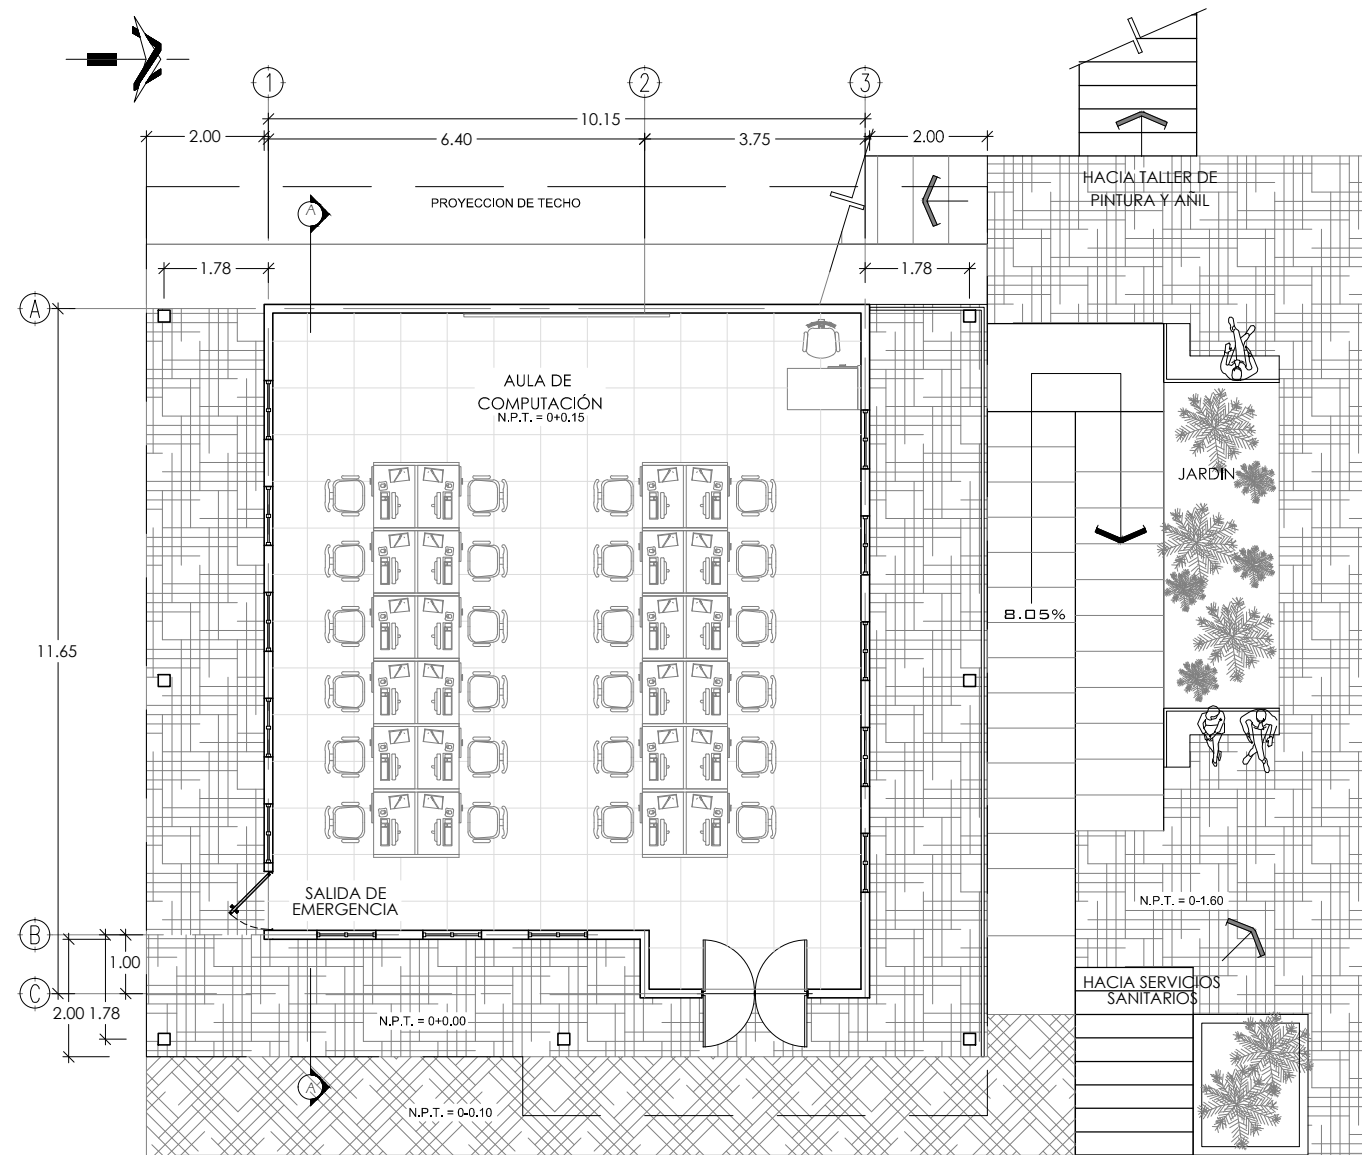 1
2
3
10.15
2.00
6.40
3.75
2.00
HACIA TALLER DE
PINTURA Y AÑIL
PROYECCION DE TECHO
A
1.78
1.78
A
AULA DE
COMPUTACIÓN
N.P.T. = 0+0.15
JARDIN
8.05%
11.65
SALIDA DE
EMERGENCIA
N.P.T. = 0-1.60
B
1.00
C
HACIA SERVICIOS
SANITARIOS
2.00
1.78
N.P.T. = 0+0.00
A'
N.P.T. = 0-0.10